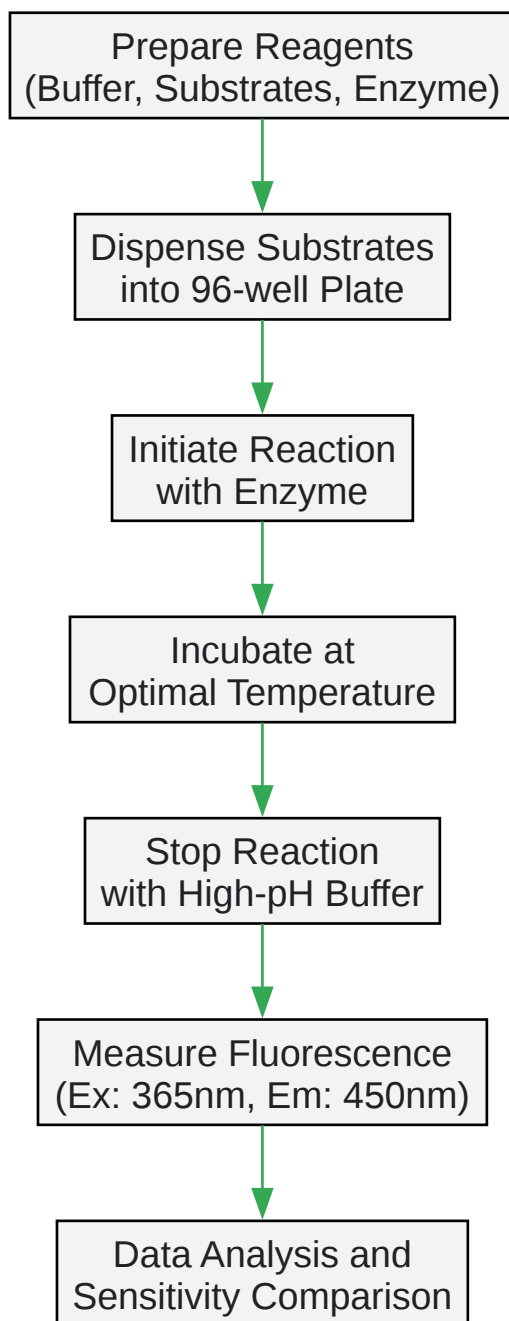 Prepare Reagents
(Buffer, Substrates, Enzyme)
Dispense Substrates
into 96-well Plate
Initiate Reaction
with Enzyme
Incubate at
Optimal Temperature
Stop Reaction
with High-pH Buffer
Measure Fluorescence
(Ex: 365nm, Em: 450nm)
Data Analysis and
Sensitivity Comparison